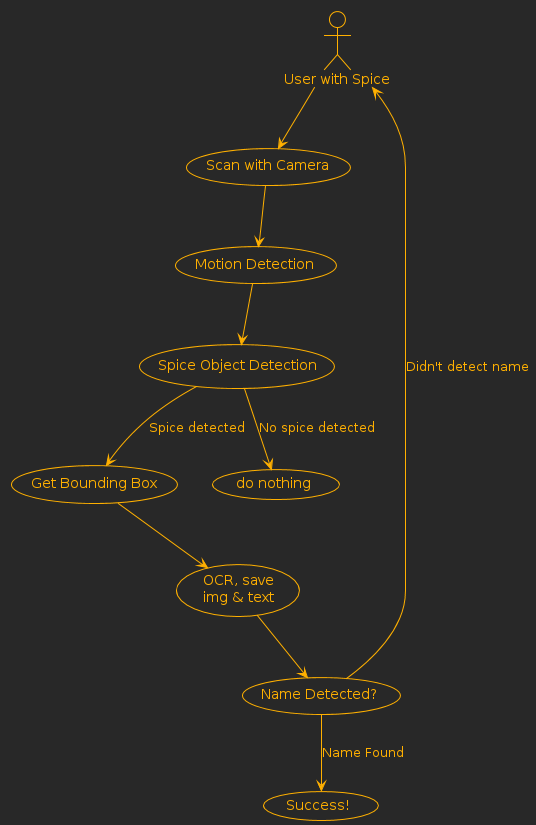 User with Spice
Scan with Camera
Motion Detection
Spice Object Detection
Didn't detect name
Spice detected
No spice detected
Get Bounding Box
do nothing
OCR, save
img & text
Name Detected?
Name Found
Success!